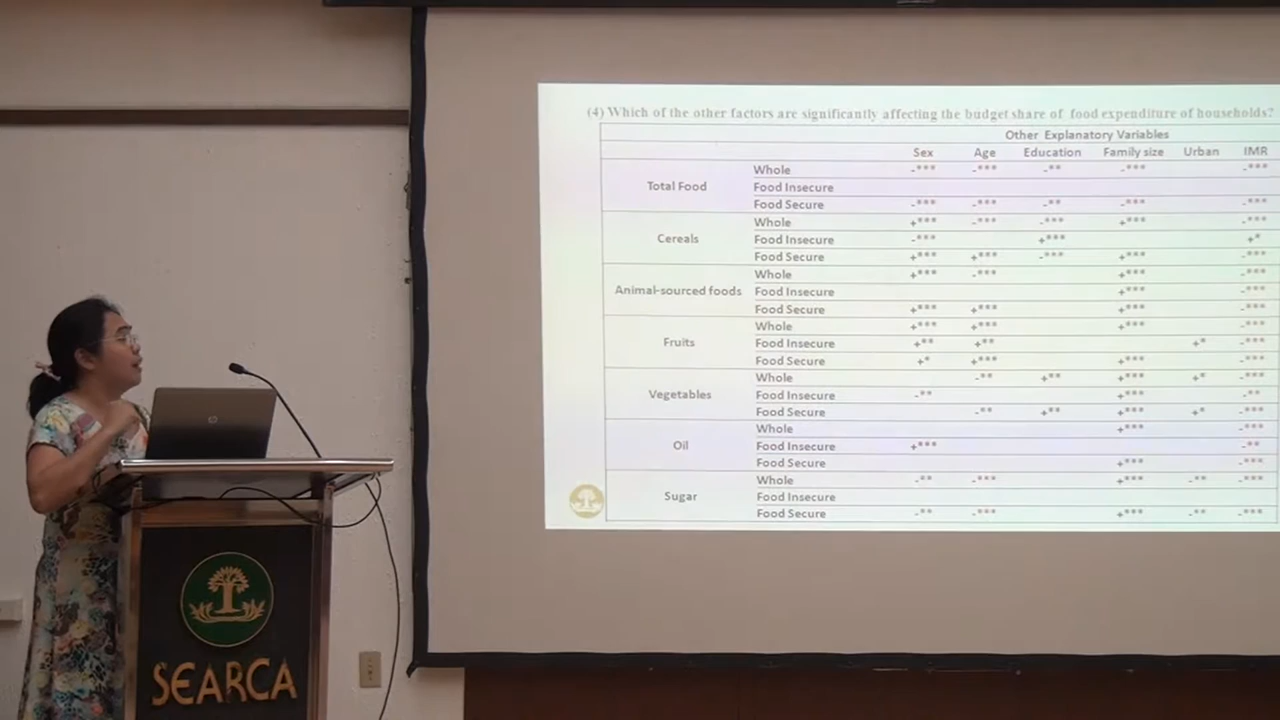 (4) Which of the other factors are significantly affecting the budget share of food expenditure of households?
Other Explanatory Variables
Sex Age Education Family size Urban IMR
Total Food
Whole -*** -*** -** -*** -***
Food Insecure
Food Secure -*** -*** -** -*** -***
Cereals
Whole +*** -*** -*** +*** -***
Food Insecure -*** +*** +*
Food Secure +*** +*** -*** +*** -***
Animal-sourced foods
Whole +*** -*** +*** -***
Food Insecure +*** -***
Food Secure +*** +*** +*** -***
Fruits
Whole +*** +*** +*** -***
Food Insecure +** +** +* -***
Food Secure +* +*** +*** -***
Vegetables
Whole -** +** +*** +* -***
Food Insecure -** +*** -**
Food Secure -** +** +*** +* -***
Oil
Whole +*** -***
Food Insecure +*** -**
Food Secure +*** -***
Sugar
Whole -** -*** +*** -** -***
Food Insecure
Food Secure -** -*** +*** -** -***
hp
SEARCA